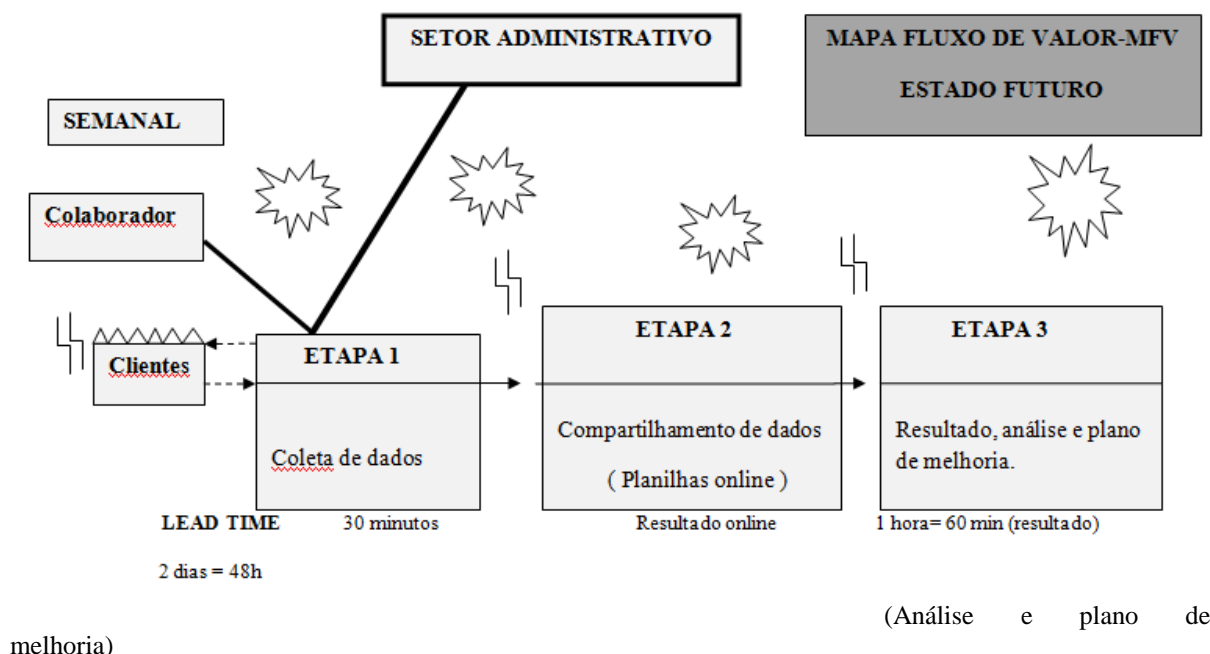 SETOR ADMINISTRATIVO
MAPA FLUXO DE VALOR-MFV
ESTADO FUTURO
SEMANAL
Colaborador
Clientes
ETAPA 1
Coleta de dados
ETAPA 2
Compartilhamento de dados
( Planilhas online )
ETAPA 3
Resultado, análise e plano
de melhoria.
LEAD TIME
30 minutos
Resultado online
1 hora= 60 min (resultado)
2 dias = 48h
(Análise e plano de
melhoria)